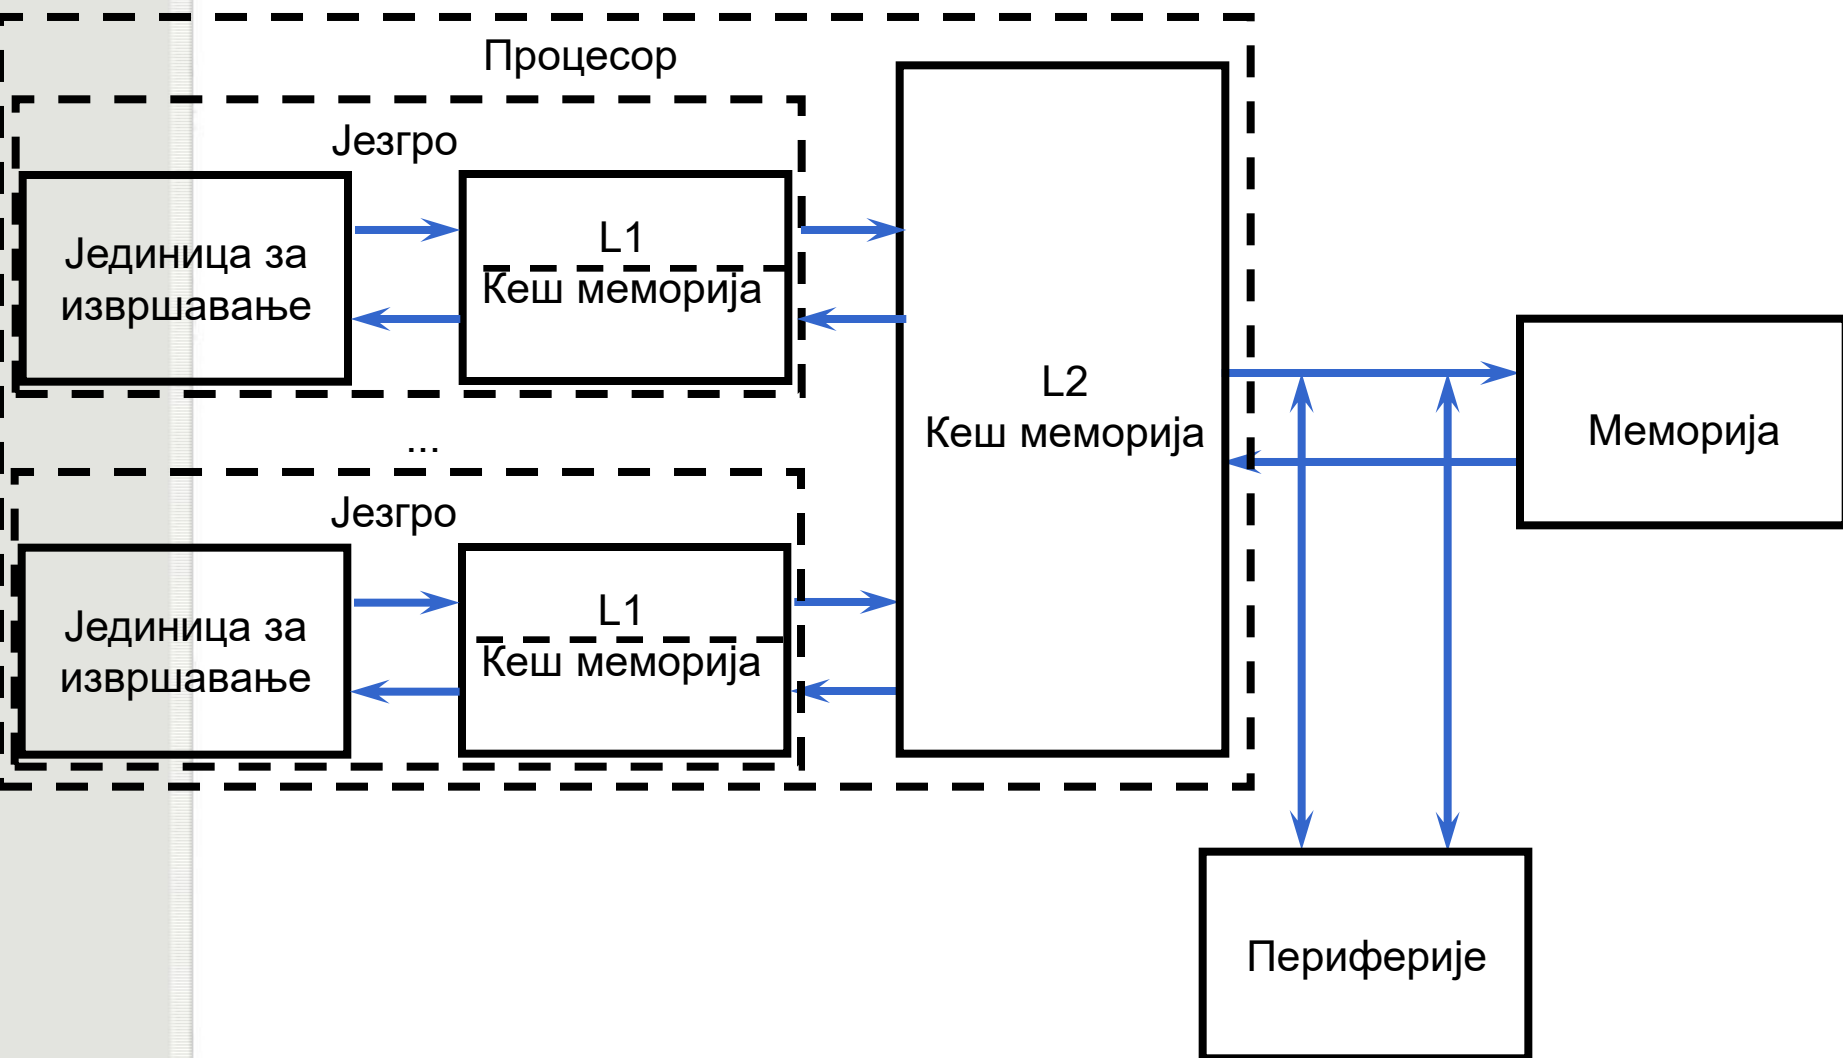 Процесор
Језгро
Јединица за
извршавање
L1
Кеш меморија
...
Језгро
Јединица за
извршавање
L1
Кеш меморија
L2
Кеш меморија
Меморија
Периферије